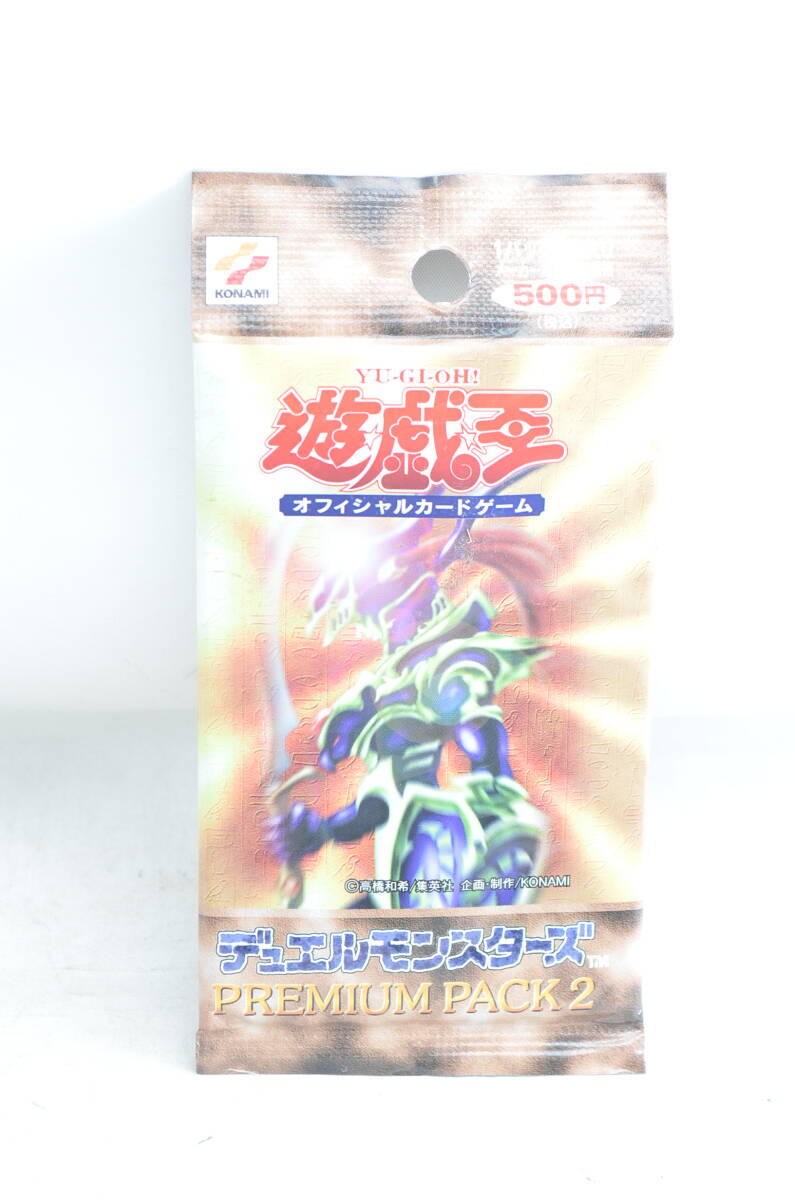 KONAMI
500円
(税込)
YU-GI-OH!
遊☆戯☆王
オフィシャルカードゲーム
©高橋和希/集英社 企画・制作/KONAMI
デュエルモンスターズ™
PREMIUM PACK 2